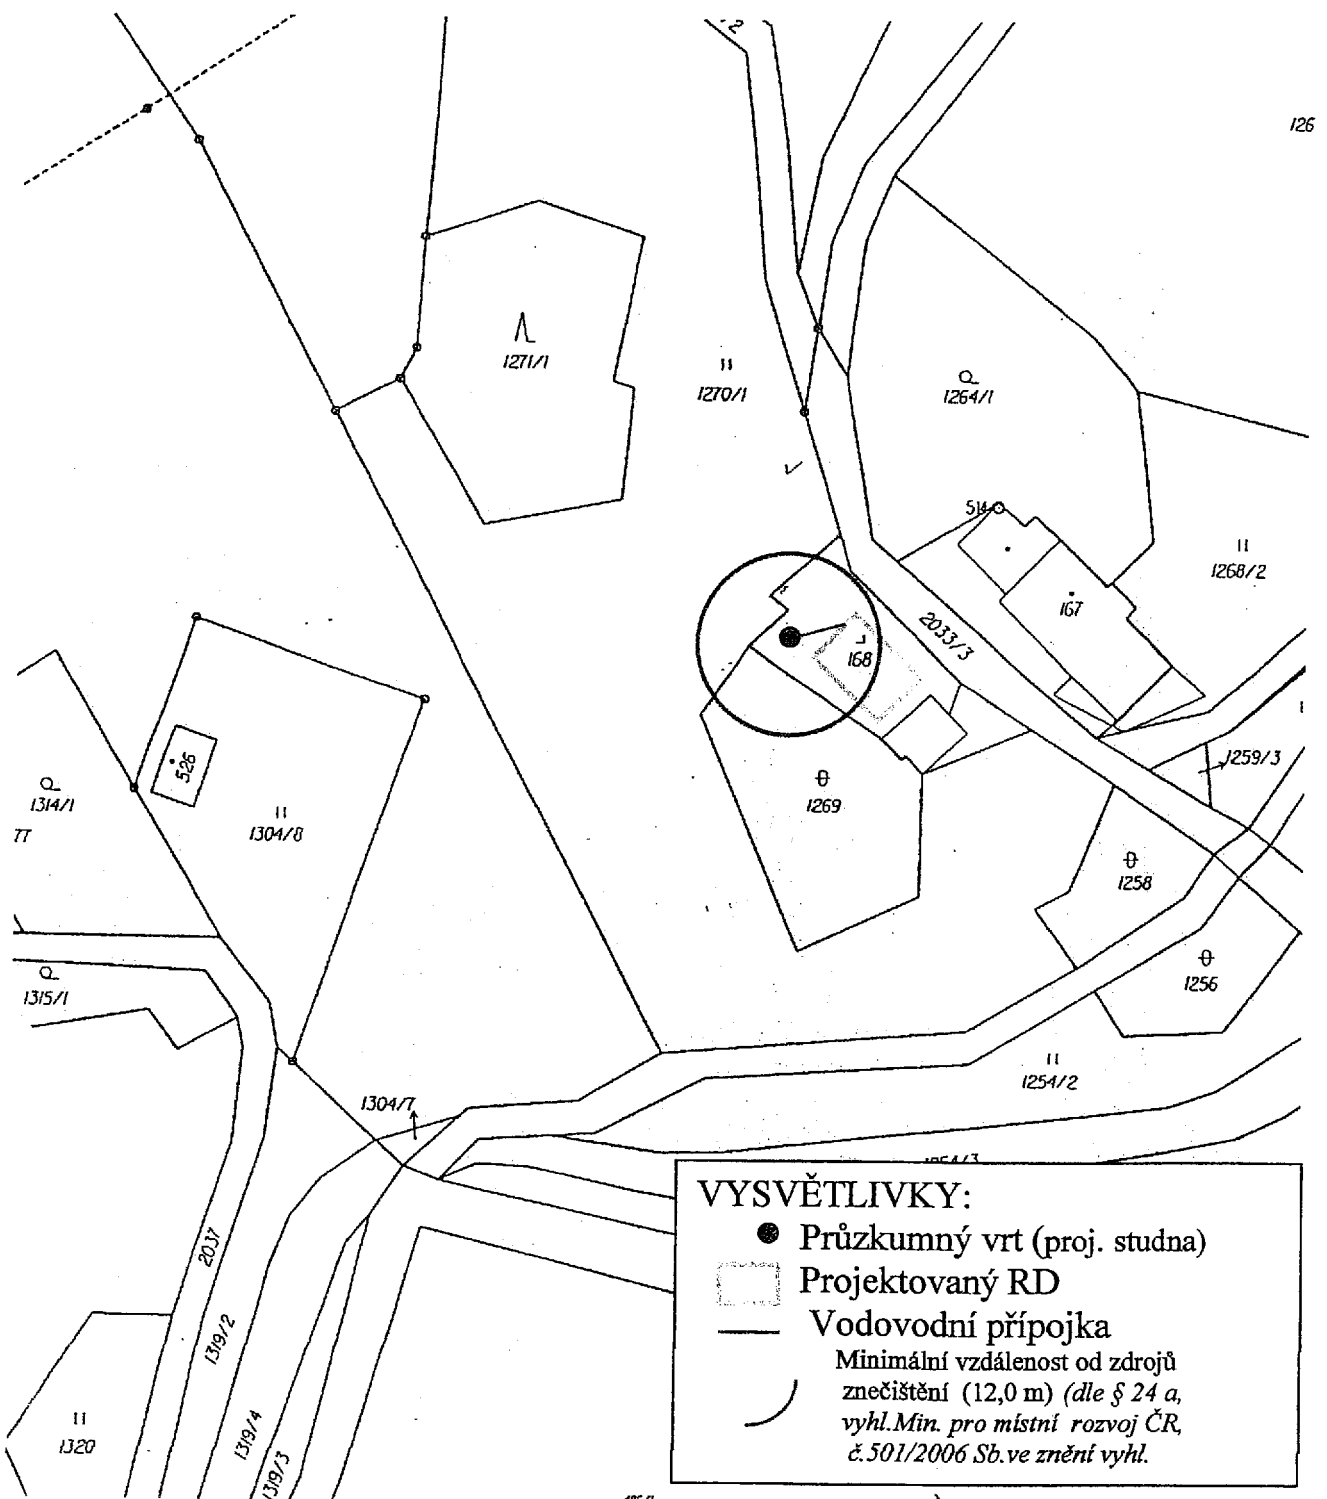 2
126
1271/1
1270/1
1264/1
514
1268/2
167
2033/3
168
526
1314/1
TT
1304/8
1259/3
1269
1258
1315/1
1256
1254/2
1304/7
2037
1319/2
1319/4
1319/3
1320
VYSVĚTLIVKY:
Průzkumný vrt (proj. studna)
Projektovaný RD
Vodovodní přípojka
Minimální vzdálenost od zdrojů
znečištění (12,0 m) (dle § 24 a,
vyhl.Min. pro místní rozvoj ČR,
č.501/2006 Sb.ve znění vyhl.